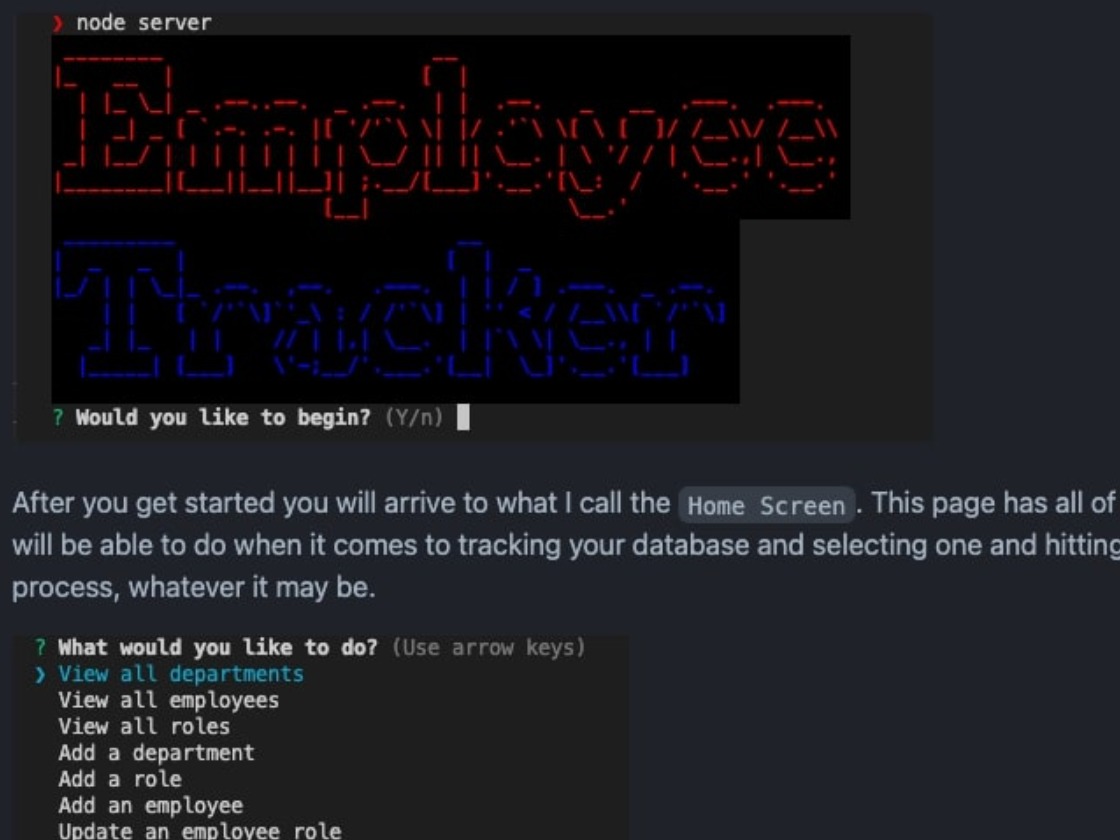 ❯ node server
Employee
Tracker
? Would you like to begin? (Y/n)
After you get started you will arrive to what I call the Home Screen. This page has all of
will be able to do when it comes to tracking your database and selecting one and hitting
process, whatever it may be.
? What would you like to do? (Use arrow keys)
❯ View all departments
View all employees
View all roles
Add a department
Add a role
Add an employee
Update an employee role